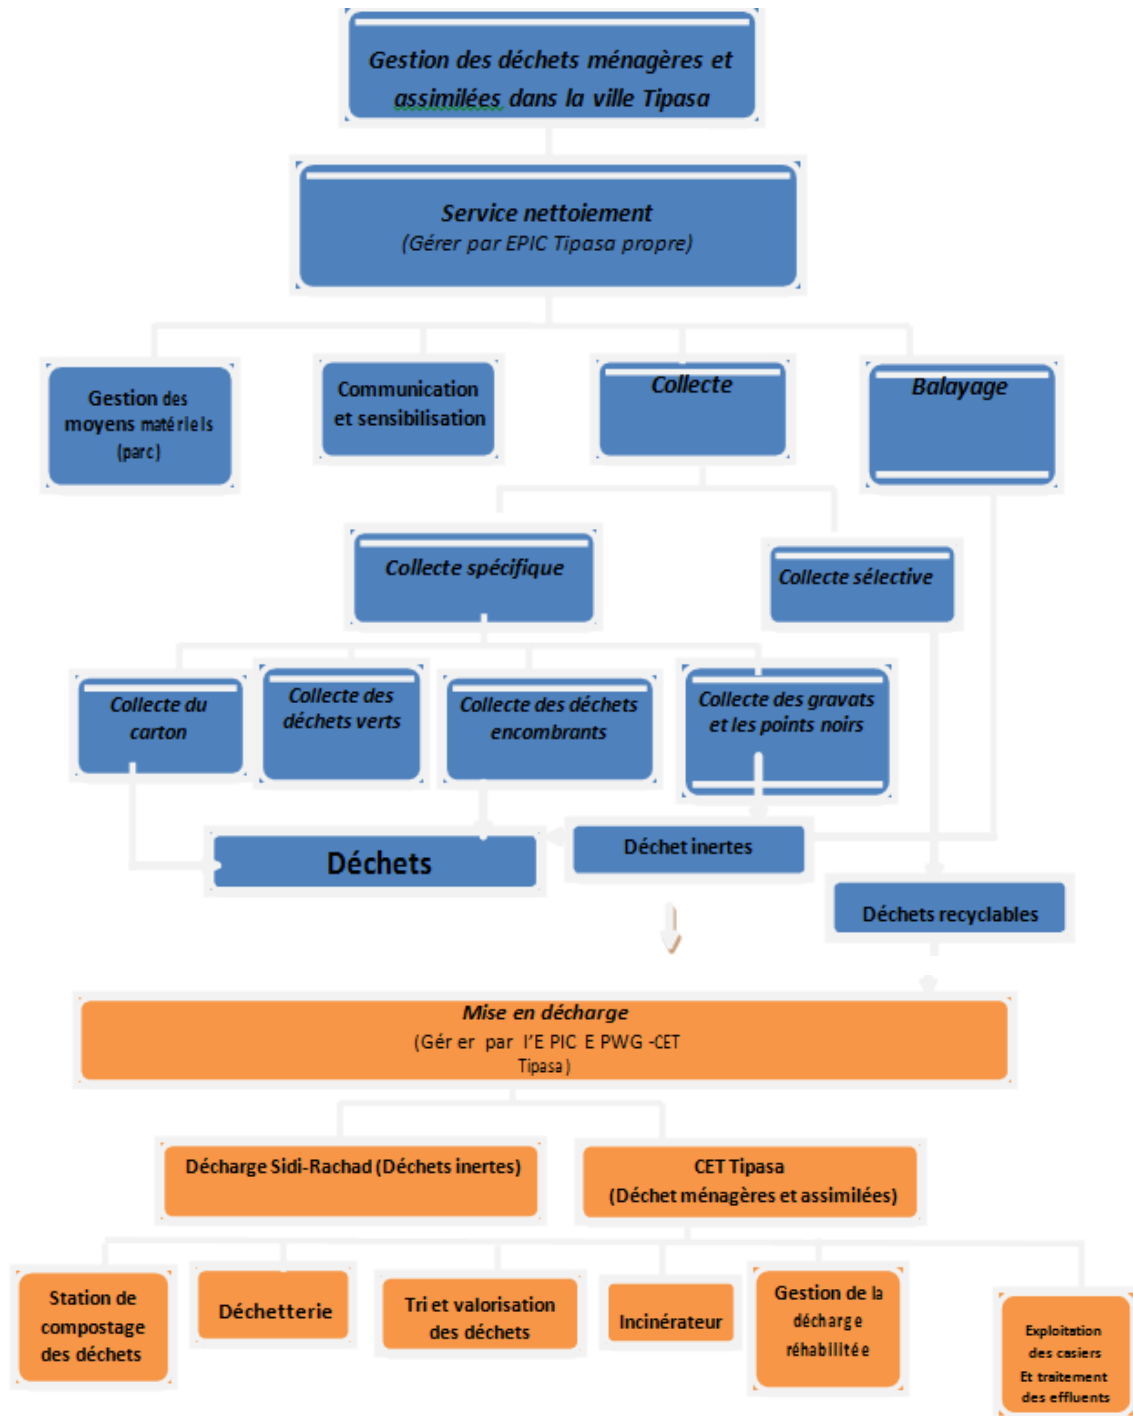 Gestion des déchets ménagères et
assimilées dans la ville Tipasa
Service nettoiement
(Gérer par EPIC Tipasa propre)
Gestion des
moyens matériels
(parc)
Communication
et sensibilisation
Collecte
Balayage
Collecte spécifique
Collecte sélective
Collecte du
carton
Collecte des
déchets verts
Collecte des déchets
encombrants
Collecte des gravats
et les points noirs
Déchets
Déchet inertes
Déchets recyclables
Mise en décharge
(Gér er par l'E PIC E PWG -CET
Tipasa)
Décharge Sidi-Rachad (Déchets inertes)
CET Tipasa
(Déchet ménagères et assimilées)
Station de
compostage
des déchets
Déchetterie
Tri et valorisation
des déchets
Incinérateur
Gestion de la
décharge
réhabilitée
Exploitation
des casiers
Et traitement
des effluents